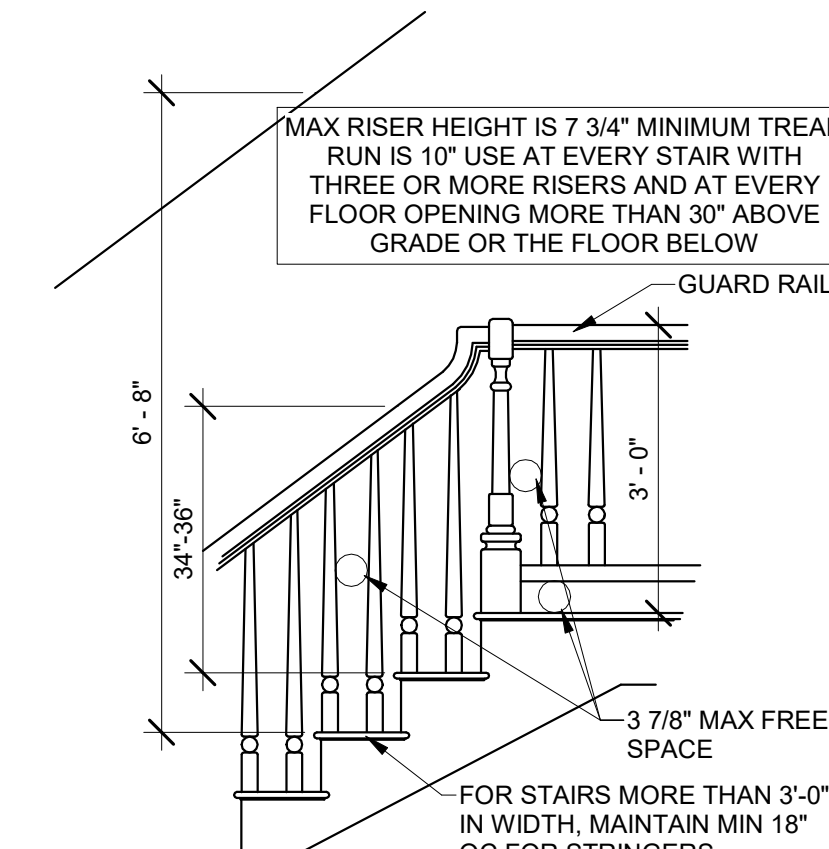 MAX RISER HEIGHT IS 7 3/4" MINIMUM TREAD
RUN IS 10" USE AT EVERY STAIR WITH
THREE OR MORE RISERS AND AT EVERY
FLOOR OPENING MORE THAN 30" ABOVE
GRADE OR THE FLOOR BELOW
GUARD RAIL
6' - 8"
34"-36"
3' - 0"
3 7/8" MAX FREE
SPACE
FOR STAIRS MORE THAN 3'-0"
IN WIDTH, MAINTAIN MIN 18"
OC FOR STRINGERS